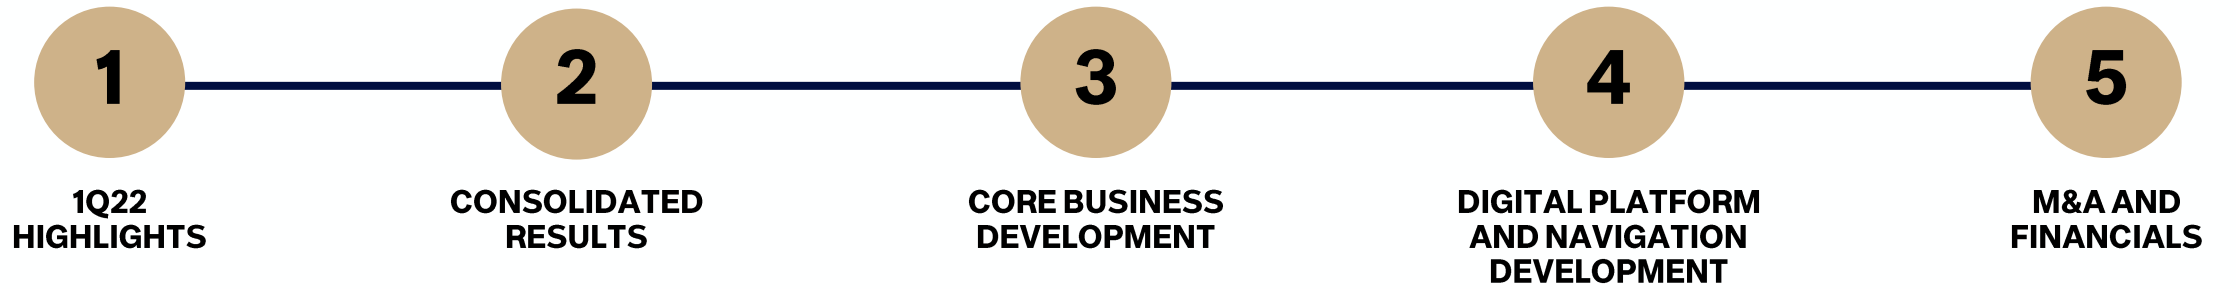 1
2
3
4
5
1Q22
HIGHLIGHTS
CONSOLIDATED
RESULTS
CORE BUSINESS
DEVELOPMENT
DIGITAL PLATFORM
AND NAVIGATION
DEVELOPMENT
M&A AND
FINANCIALS